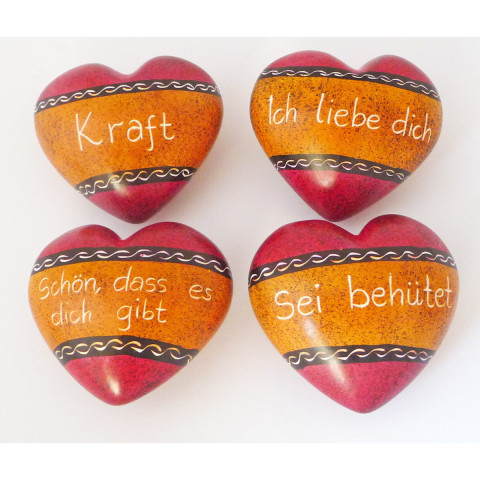 Kraft
Ich liebe dich
Schön, dass es
dich gibt
Sei behütet